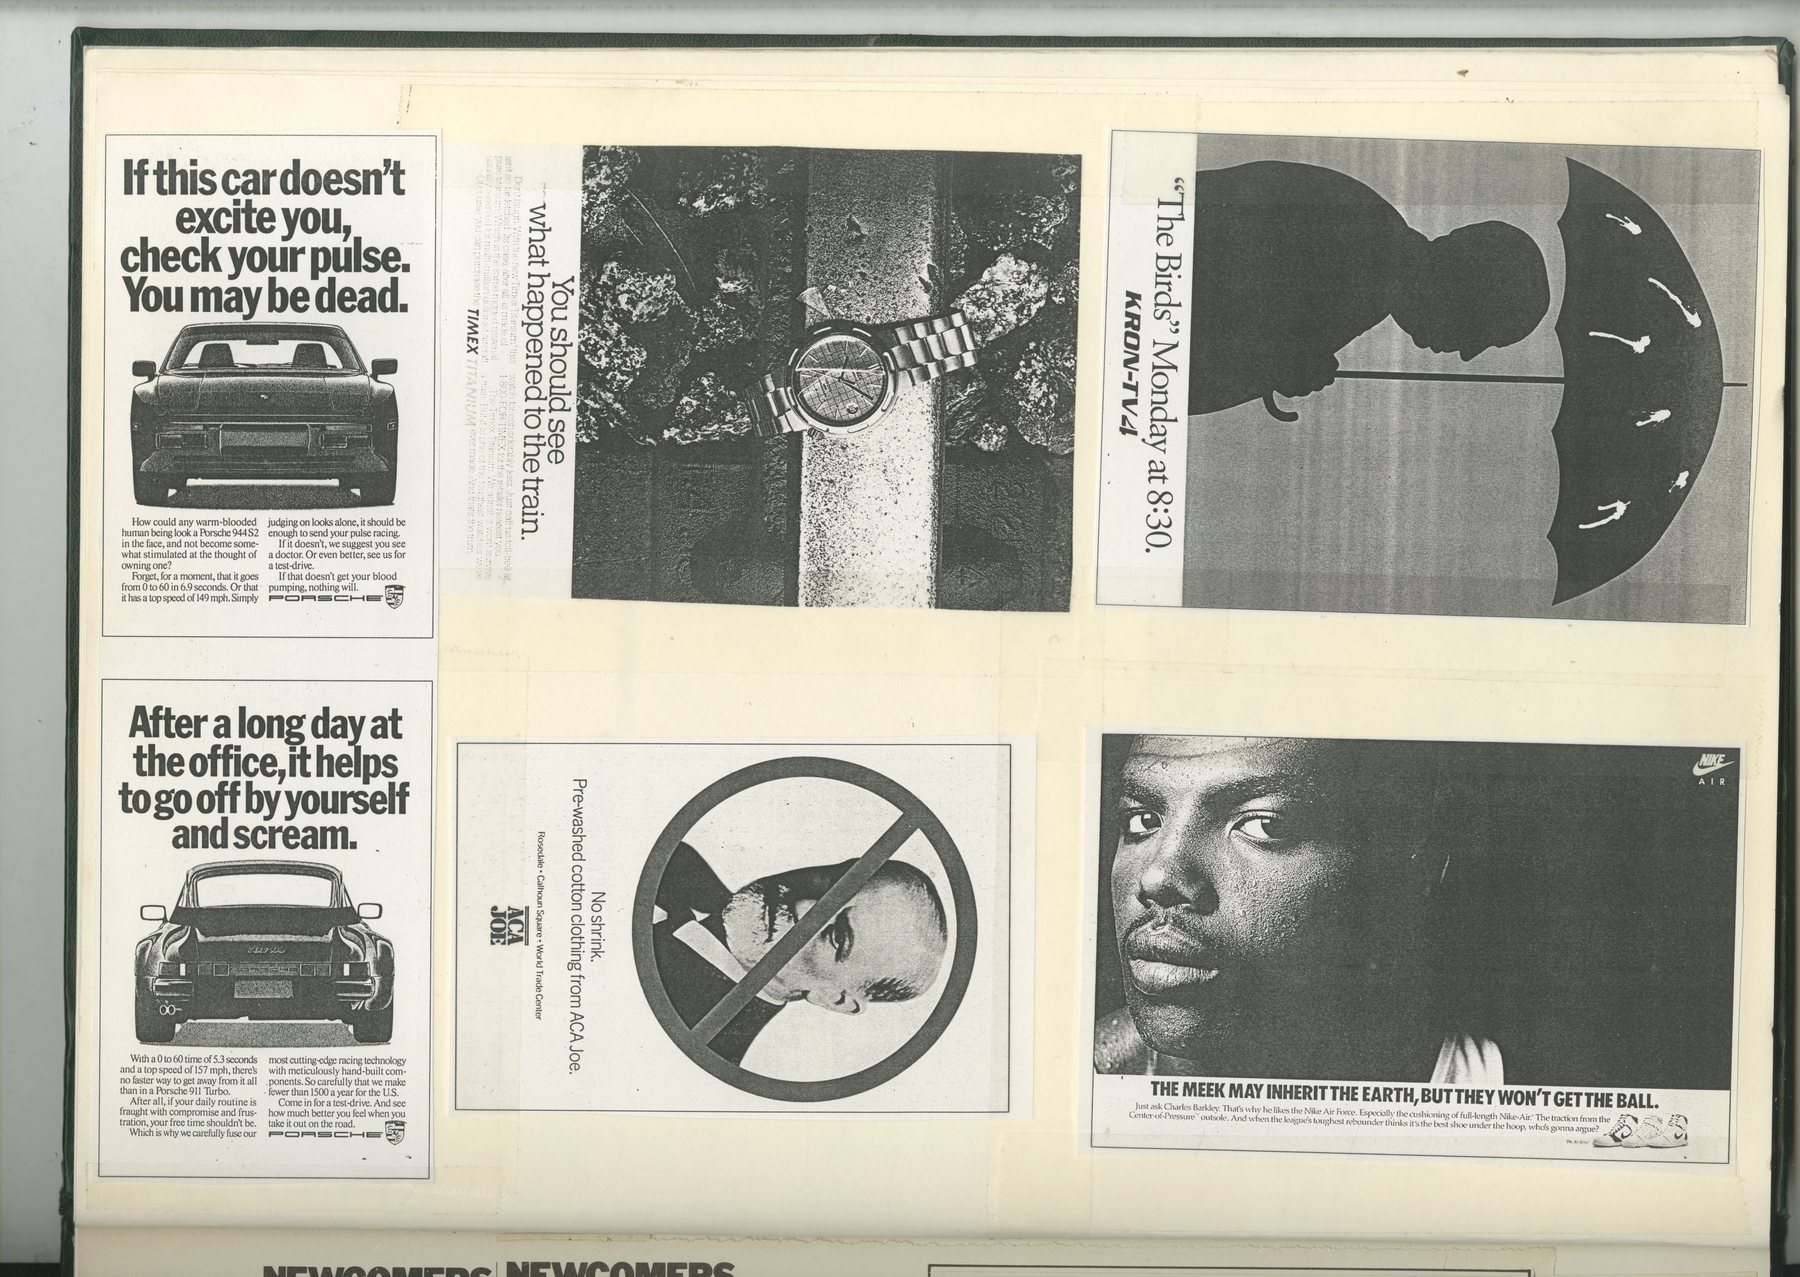 If this car doesn't
excite you,
check your pulse.
You may be dead.
How could any warm-blooded
human being look a Porsche 944 S2
in the face, and not become some-
what stimulated at the thought of
owning one?
Forget, for a moment, that it goes
from 0 to 60 in 6.9 seconds. Or that
it has a top speed of 149 mph. Simply
judging on looks alone, it should be
enough to send your pulse racing.
If it doesn't, we suggest you see
a doctor. Or even better, see us for
a test-drive.
If that doesn't get your blood
pumping, nothing will.
PORSCHE
You should see
what happened to the train.
TIMEX TITANIUM
"The Birds" Monday at 8:30.
KRON-TV4
After a long day at
the office, it helps
to go off by yourself
and scream.
With a 0 to 60 time of 5.3 seconds
and a top speed of 157 mph, there's
no faster way to get away from it all
than in a Porsche 911 Turbo.
After all, if your daily routine is
fraught with compromise and frus-
tration, your free time shouldn't be.
Which is why we carefully fuse our
most cutting-edge racing technology
with meticulously hand-built com-
ponents. So carefully that we make
fewer than 1500 a year for the U.S.
Come in for a test-drive. And see
how much better you feel when you
take it out on the road.
PORSCHE
No shrink.
Pre-washed cotton clothing from ACA Joe.
Rosedale • Calhoun Square • World Trade Center
ACA
JOE
NIKE
AIR
THE MEEK MAY INHERIT THE EARTH, BUT THEY WON'T GET THE BALL.
Just ask Charles Barkley. That's why he likes the Nike Air Force. Especially the cushioning of full-length Nike-Air.® The traction from the
Center-of-Pressure™ outsole. And when the league's toughest rebounder thinks it's the best shoe under the hoop, who's gonna argue?
NEWCOMERS NEWCOMERS